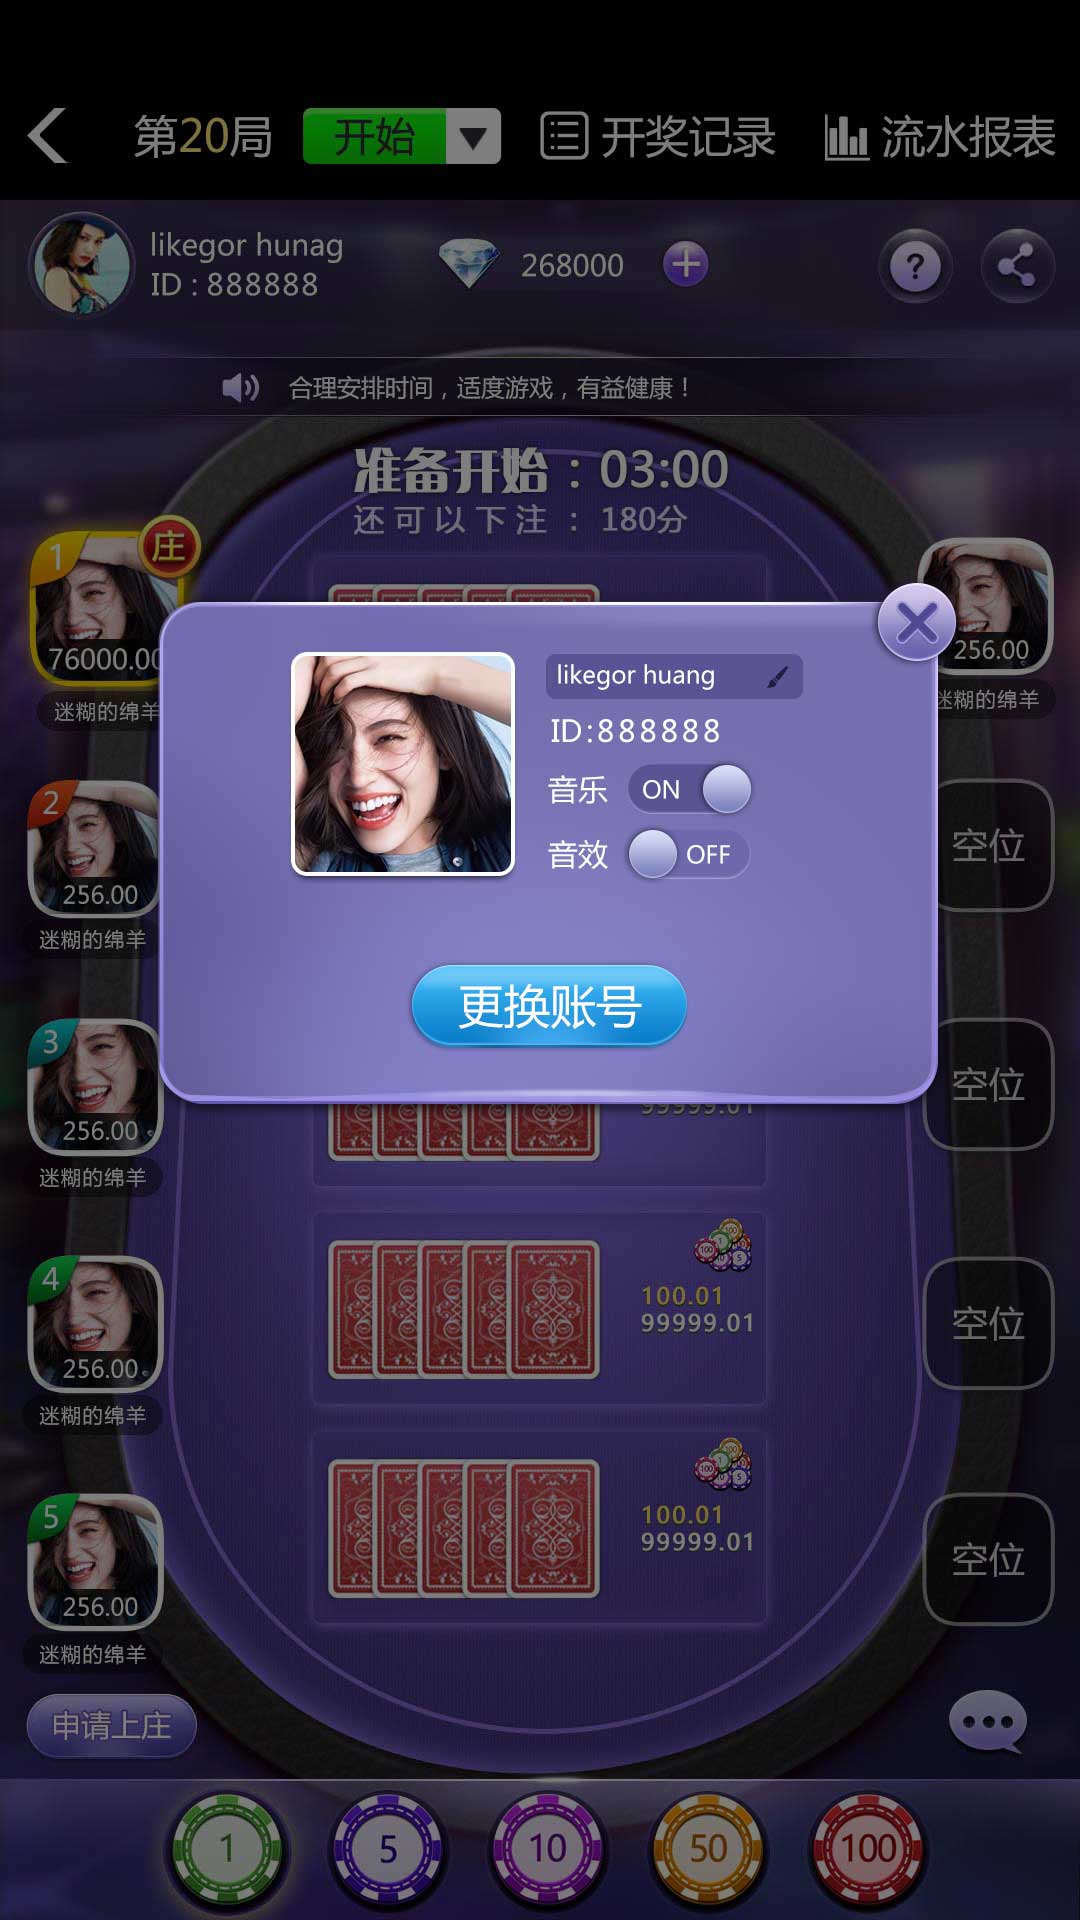 第20局 开始 开奖记录 流水报表
likegor hunag
ID : 888888
268000
?
合理安排时间，适度游戏，有益健康！
准备开始：03:00
还可以下注：180分
1
庄
76000.00
迷糊的绵羊
256.00
迷糊的绵羊
likegor huang
ID:888888
音乐 ON
音效 OFF
更换账号
2
256.00
迷糊的绵羊
空位
3
256.00
迷糊的绵羊
空位
99999.01
4
256.00
迷糊的绵羊
100.01
99999.01
空位
5
256.00
迷糊的绵羊
100.01
99999.01
空位
申请上庄
1 5 10 50 100